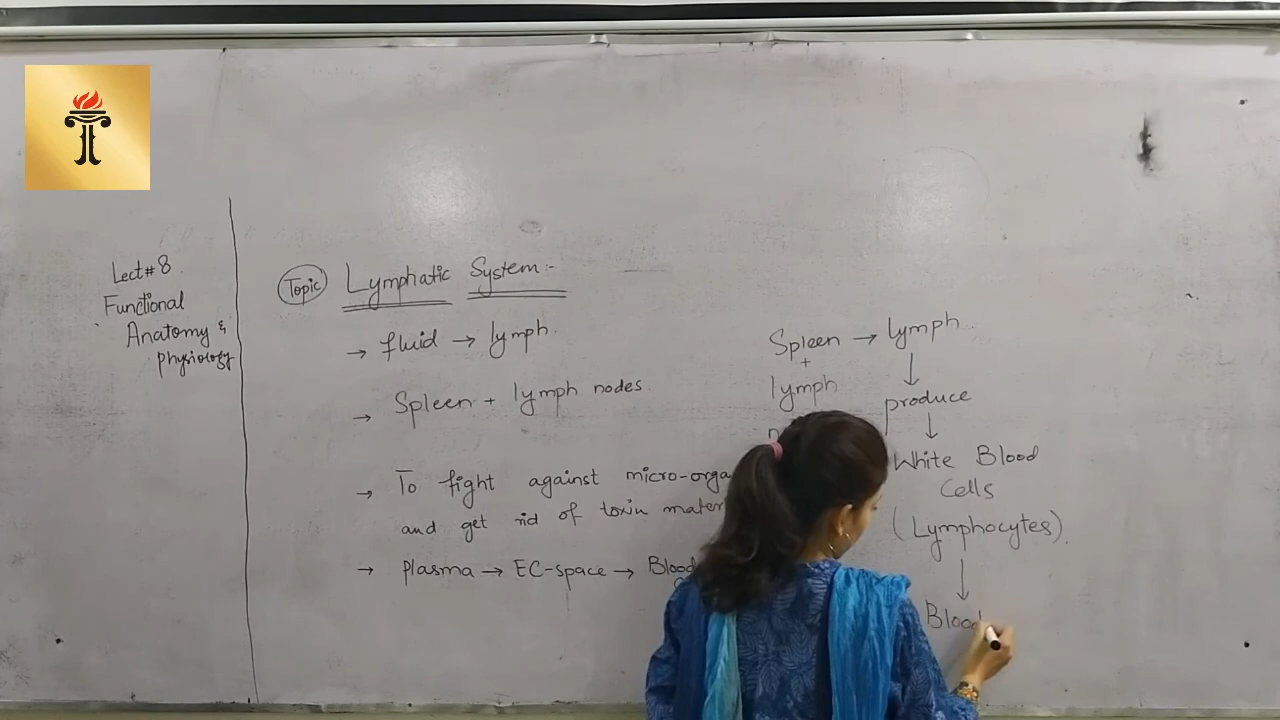 Lect#8.
Functional
Anatomy &
physiology
Topic Lymphatic System:-
→ fluid → lymph.
→ Spleen + lymph nodes.
→ To fight against micro-orga
and get rid of toxin mater
→ plasma → EC-space → Blood
Spleen → lymph.
+
lymph
↓
produce
↓
White Blood
Cells
(Lymphocytes).
↓
Blood